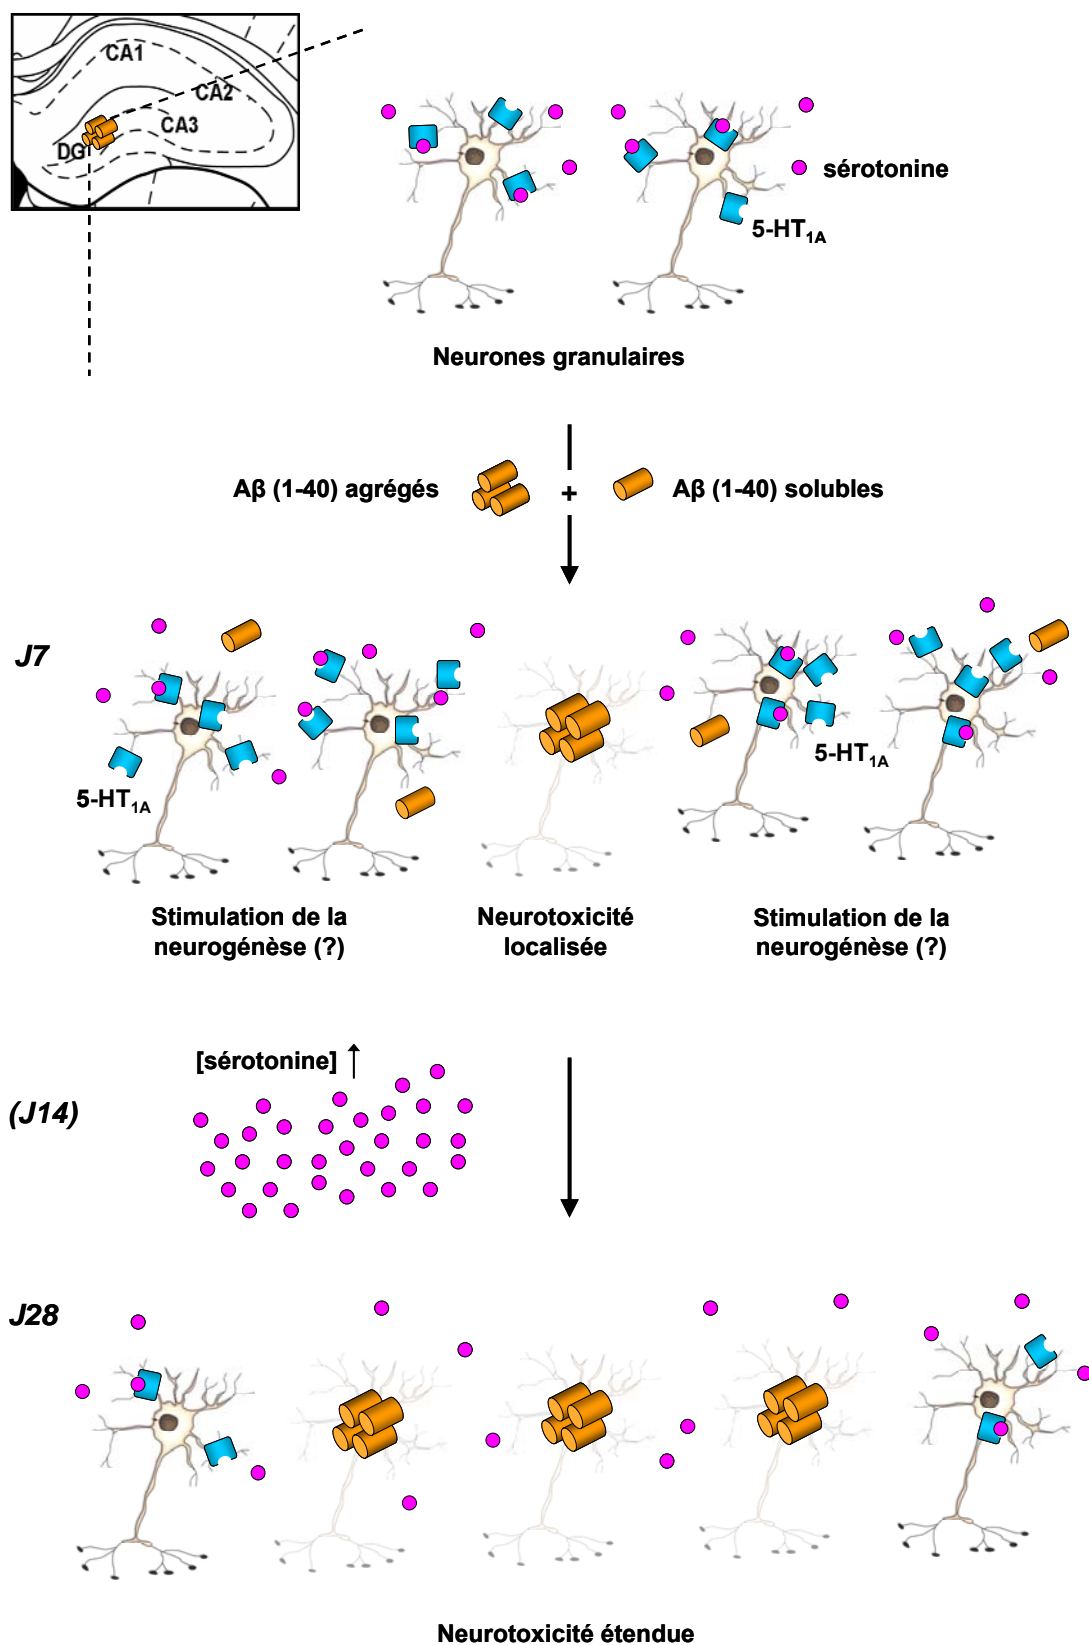 CA1
CA2
CA3
DG
sérotonine
5-HT1A
Neurones granulaires
Aβ (1-40) agrégés
+
Aβ (1-40) solubles
J7
5-HT1A
5-HT1A
Stimulation de la
neurogénèse (?)
Neurotoxicité
localisée
Stimulation de la
neurogénèse (?)
[sérotonine] ↑
(J14)
J28
Neurotoxicité étendue